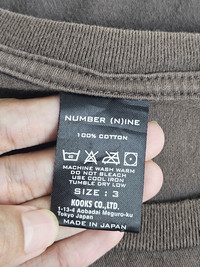 NUMBER (N)INE
100% COTTON
MACHINE WASH WARM
DO NOT BLEACH
USE COOL IRON
TUMBLE DRY LOW
SIZE : 3
KOOKS CO.,LTD.
1-13-4 Aobadai Meguro-ku
Tokyo Japan
MADE IN JAPAN